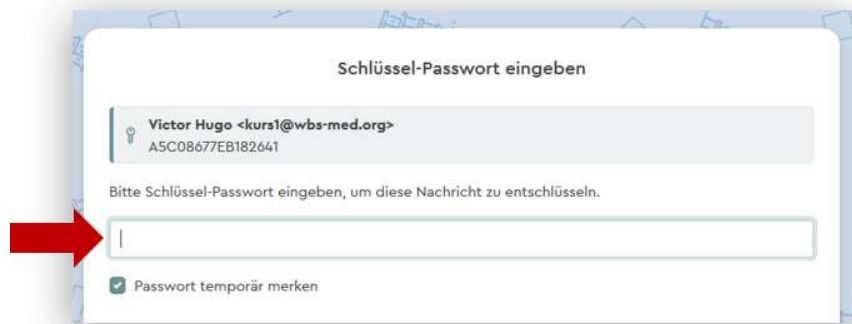 Schlüssel-Passwort eingeben
Victor Hugo <kurs1@wbs-med.org>
A5C08677EB182641
Bitte Schlüssel-Passwort eingeben, um diese Nachricht zu entschlüsseln.
Passwort temporär merken